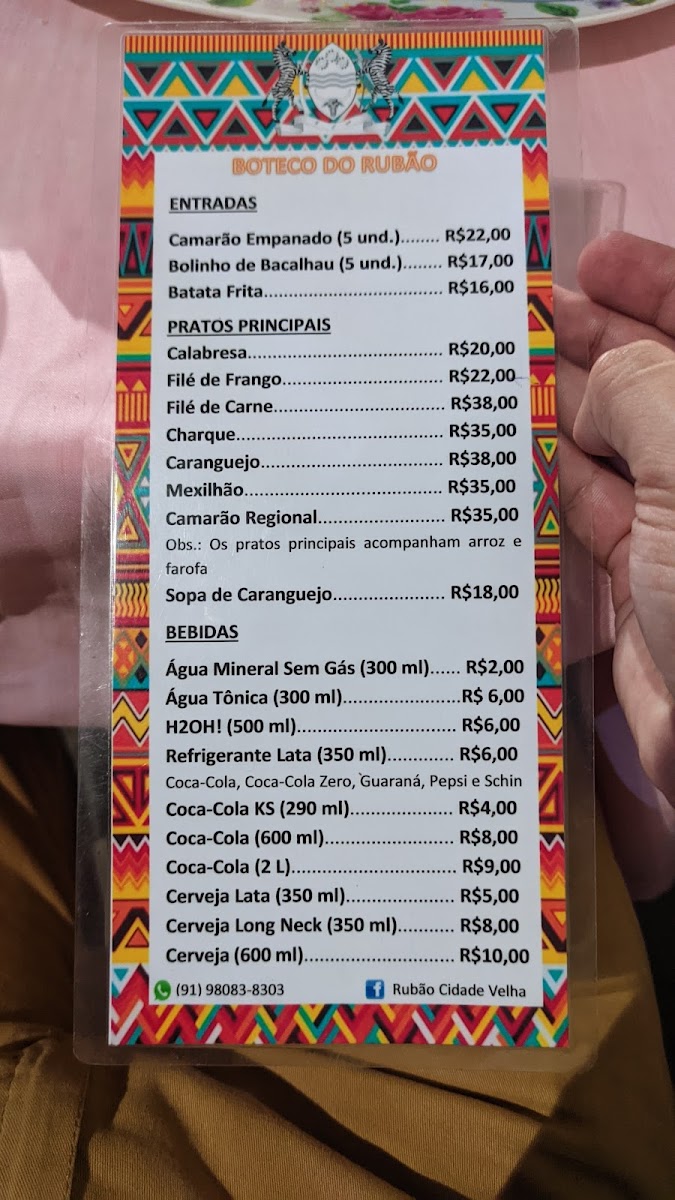 BOTECO DO RUBÃO
ENTRADAS
Camarão Empanado (5 und.)........ R$22,00
Bolinho de Bacalhau (5 und.)........ R$17,00
Batata Frita..................................... R$16,00
PRATOS PRINCIPAIS
Calabresa........................................ R$20,00
Filé de Frango................................. R$22,00
Filé de Carne................................... R$38,00
Charque........................................... R$35,00
Caranguejo...................................... R$38,00
Mexilhão......................................... R$35,00
Camarão Regional.......................... R$35,00
Obs.: Os pratos principais acompanham arroz e
farofa
Sopa de Caranguejo....................... R$18,00
BEBIDAS
Água Mineral Sem Gás (300 ml)...... R$2,00
Água Tônica (300 ml)........................R$ 6,00
H2OH! (500 ml)................................. R$6,00
Refrigerante Lata (350 ml).............. R$6,00
Coca-Cola, Coca-Cola Zero, Guaraná, Pepsi e Schin
Coca-Cola KS (290 ml)..................... R$4,00
Coca-Cola (600 ml).......................... R$8,00
Coca-Cola (2 L).................................. R$9,00
Cerveja Lata (350 ml)...................... R$5,00
Cerveja Long Neck (350 ml)............ R$8,00
Cerveja (600 ml)............................... R$10,00
(91) 98083-8303 Rubão Cidade Velha